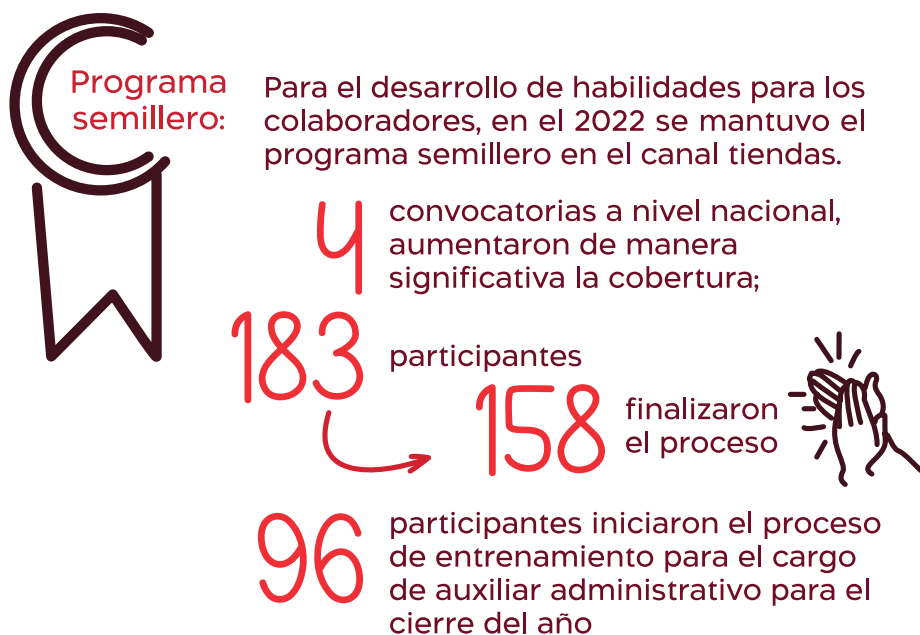 Programa
semillero:
Para el desarrollo de habilidades para los
colaboradores, en el 2022 se mantuvo el
programa semillero en el canal tiendas.
4
convocatorias a nivel nacional,
aumentaron de manera
significativa la cobertura;
183
participantes
158
finalizaron
el proceso
96
participantes iniciaron el proceso
de entrenamiento para el cargo
de auxiliar administrativo para el
cierre del año